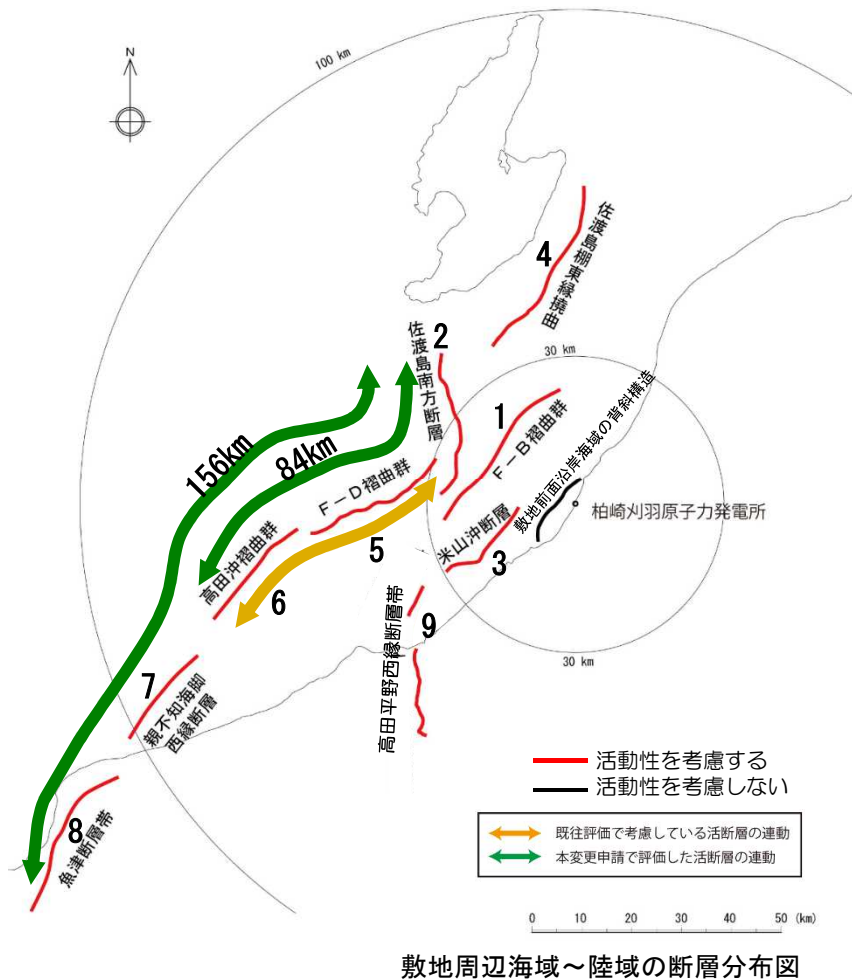 100 km
N
佐渡島棚東縁撓曲
4
佐渡島南方断層
2
30 km
1
F-B褶曲群
敷地前面沿岸海域の背斜構造
柏崎刈羽原子力発電所
156km
84km
F-D褶曲群
5
米山沖断層
3
高田沖褶曲群
6
高田平野西縁断層帯
9
30 km
7
親不知海脚
西縁断層
8
魚津断層帯
活動性を考慮する
活動性を考慮しない
既往評価で考慮している活断層の連動
本変更申請で評価した活断層の連動
0 10 20 30 40 50 (km)
敷地周辺海域～陸域の断層分布図